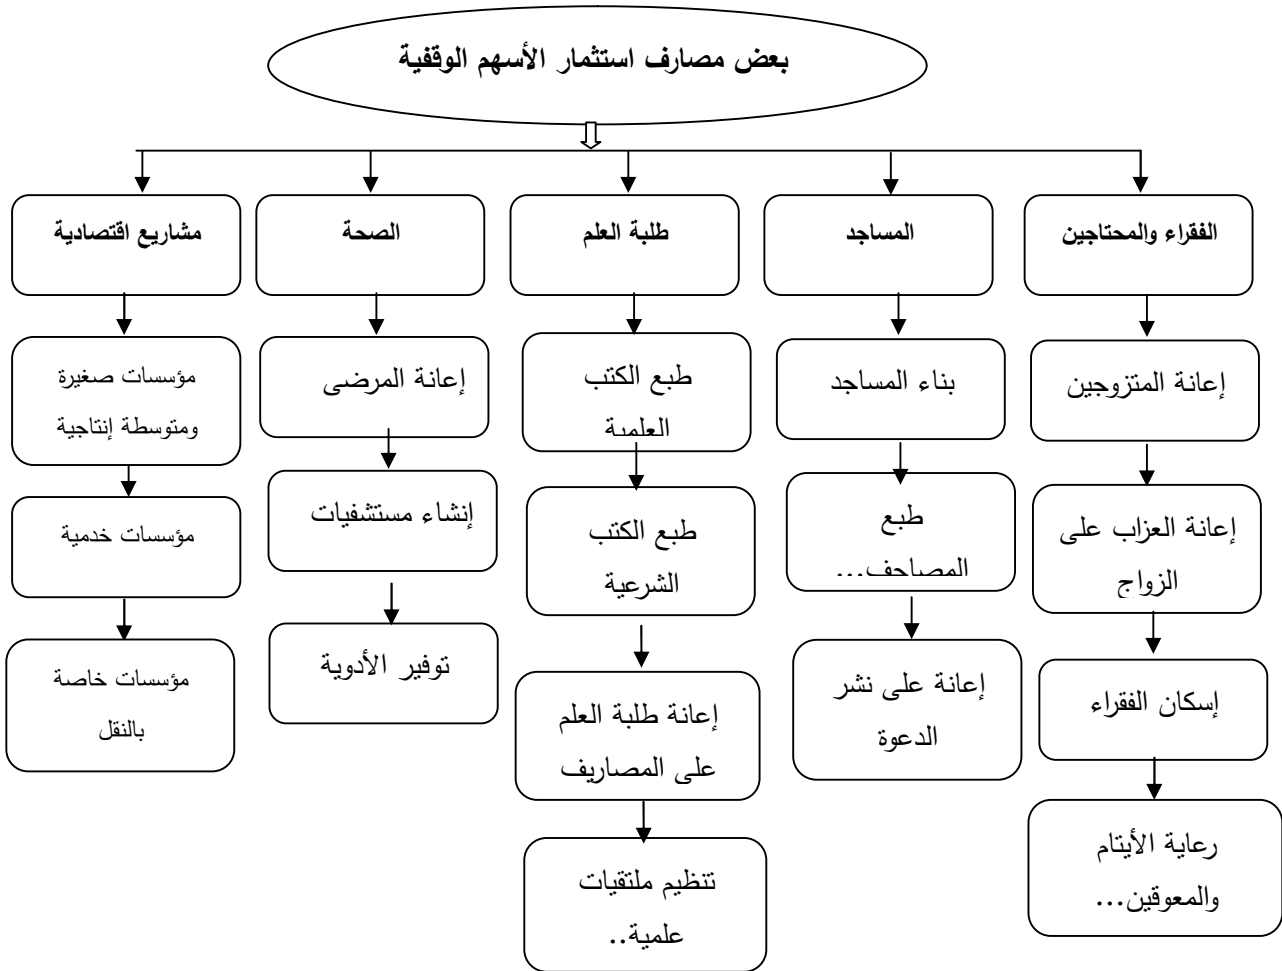 بعض مصارف استثمار الأسهم الوقفية
الفقراء والمحتاجين
المساجد
طلبة العلم
الصحة
مشاريع اقتصادية
إعانة المتزوجين
إعانة العزاب على
الزواج
إسكان الفقراء
رعاية الأيتام
والمعوقين...
بناء المساجد
طبع
المصاحف...
إعانة على نشر
الدعوة
طبع الكتب
العلمية
طبع الكتب
الشرعية
إعانة طلبة العلم
على المصاريف
تنظيم ملتقيات
علمية..
إعانة المرضى
إنشاء مستشفيات
توفير الأدوية
مؤسسات صغيرة
ومتوسطة إنتاجية
مؤسسات خدمية
مؤسسات خاصة
بالنقل